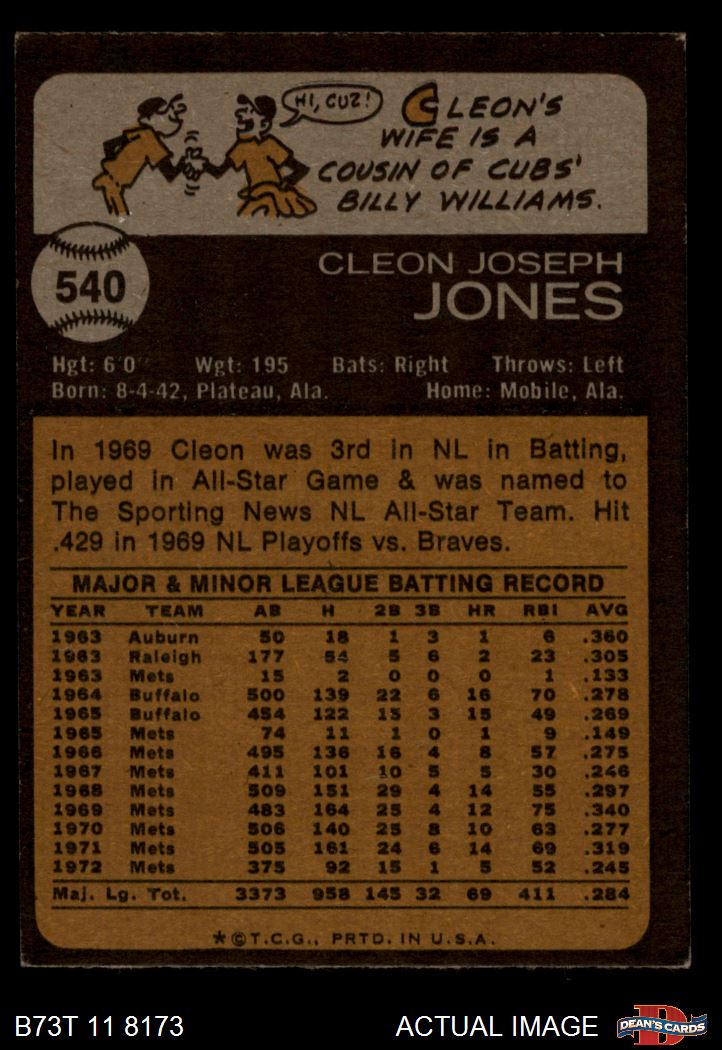 HI, CUZ!
CLEON'S
WIFE IS A
COUSIN OF CUBS'
BILLY WILLIAMS.
540
CLEON JOSEPH
JONES
Hgt: 6'0" Wgt: 195 Bats: Right Throws: Left
Born: 8-4-42, Plateau, Ala. Home: Mobile, Ala.
In 1969 Cleon was 3rd in NL in Batting,
played in All-Star Game & was named to
The Sporting News NL All-Star Team. Hit
.429 in 1969 NL Playoffs vs. Braves.
MAJOR & MINOR LEAGUE BATTING RECORD
YEAR TEAM AB H 2B 3B HR RBI AVG
1963 Auburn 50 18 1 3 1 6 .360
1963 Raleigh 177 54 5 6 2 23 .305
1963 Mets 15 2 0 0 0 1 .133
1964 Buffalo 500 139 22 6 16 70 .278
1965 Buffalo 454 122 15 3 15 49 .269
1965 Mets 74 11 1 0 1 9 .149
1966 Mets 495 136 16 4 8 57 .275
1967 Mets 411 101 10 5 5 30 .246
1968 Mets 509 151 29 4 14 55 .297
1969 Mets 483 164 25 4 12 75 .340
1970 Mets 506 140 25 8 10 63 .277
1971 Mets 505 161 24 6 14 69 .319
1972 Mets 375 92 15 1 5 52 .245
Maj. Lg. Tot. 3373 958 145 32 69 411 .284
*©T.C.G., PRTD. IN U.S.A.
B73T 11 8173 ACTUAL IMAGE
D
DEAN'S CARDS